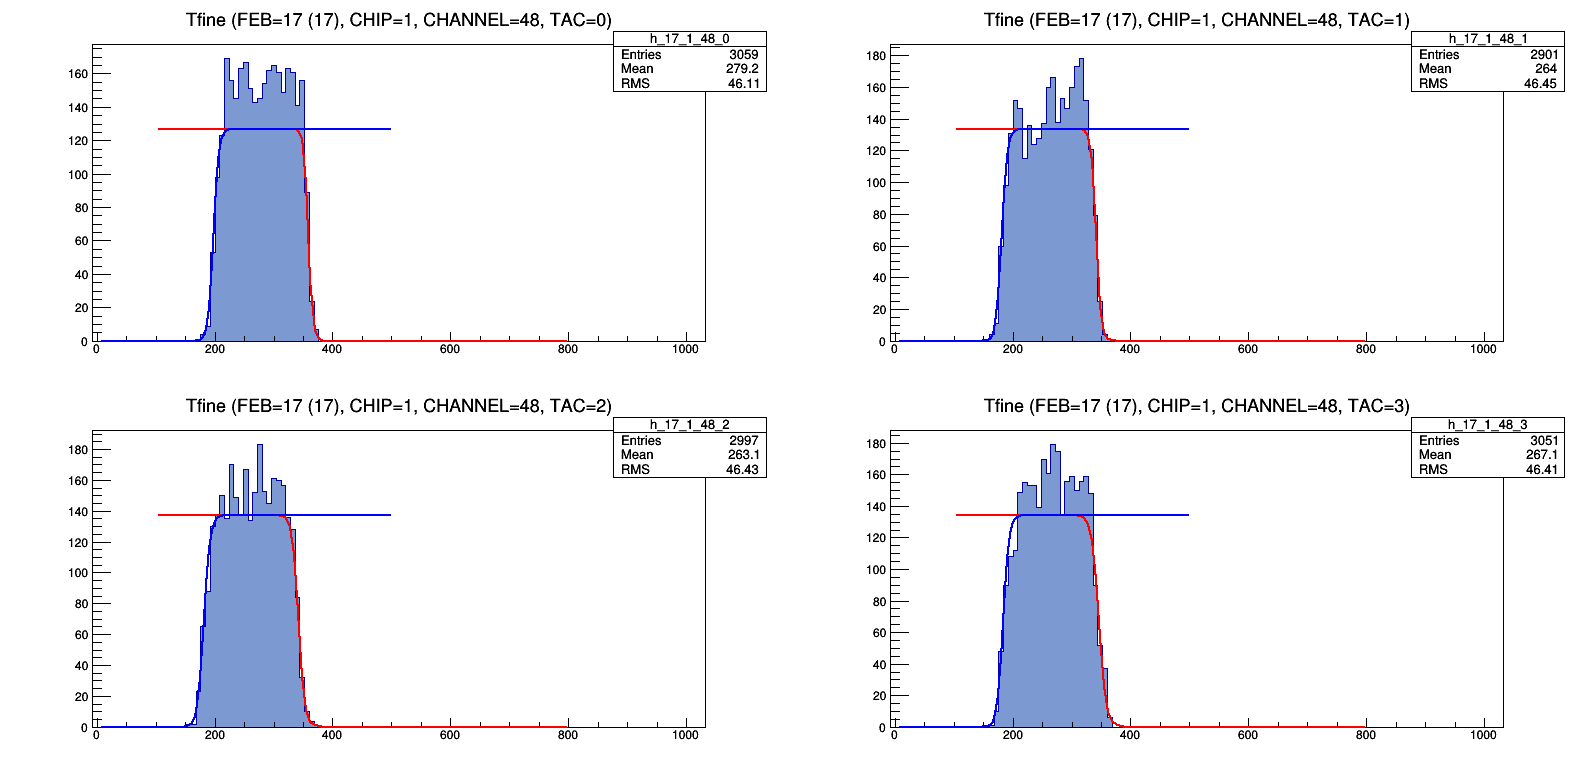 Tfine (FEB=17 (17), CHIP=1, CHANNEL=48, TAC=0)
h_17_1_48_0
Entries 3059
Mean 279.2
RMS 46.11
160
140
120
100
80
60
40
20
0
0 200 400 600 800 1000
Tfine (FEB=17 (17), CHIP=1, CHANNEL=48, TAC=1)
h_17_1_48_1
Entries 2901
Mean 264
RMS 46.45
180
160
140
120
100
80
60
40
20
0
0 200 400 600 800 1000
Tfine (FEB=17 (17), CHIP=1, CHANNEL=48, TAC=2)
h_17_1_48_2
Entries 2997
Mean 263.1
RMS 46.43
180
160
140
120
100
80
60
40
20
0
0 200 400 600 800 1000
Tfine (FEB=17 (17), CHIP=1, CHANNEL=48, TAC=3)
h_17_1_48_3
Entries 3051
Mean 267.1
RMS 46.41
180
160
140
120
100
80
60
40
20
0
0 200 400 600 800 1000